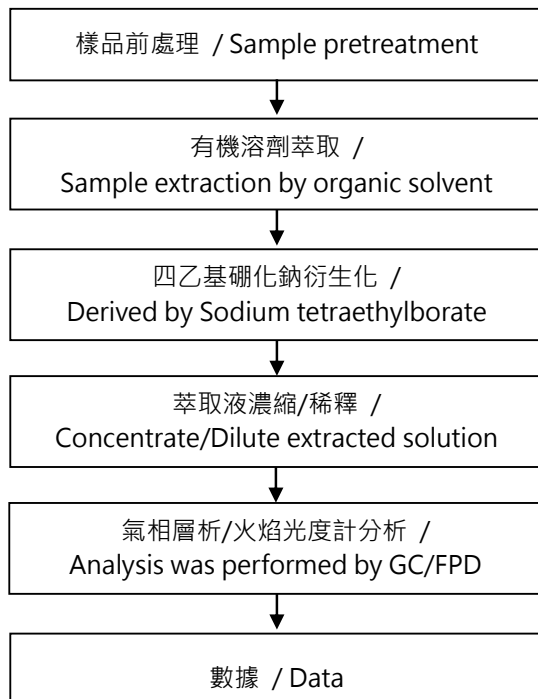 樣品前處理 / Sample pretreatment
有機溶劑萃取 /
Sample extraction by organic solvent
四乙基硼化鈉衍生化 /
Derived by Sodium tetraethylborate
萃取液濃縮/稀釋 /
Concentrate/Dilute extracted solution
氣相層析/火焰光度計分析 /
Analysis was performed by GC/FPD
數據 / Data